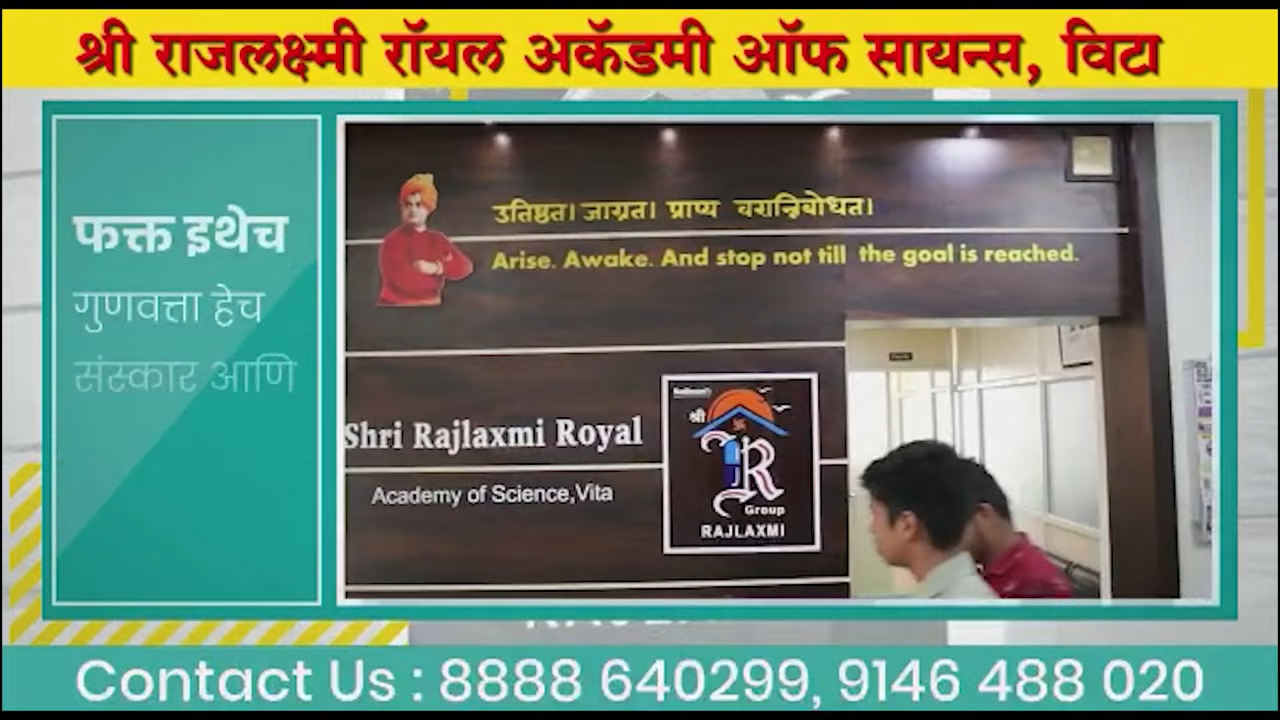 श्री राजलक्ष्मी रॉयल अकॅडमी ऑफ सायन्स, विटा
फक्त इथेच
गुणवत्ता हेच
संस्कार आणि
उतिष्ठत। जाग्रत। प्राप्य वरान्निबोधत।
Arise. Awake. And stop not till the goal is reached.
Shri Rajlaxmi Royal
Academy of Science,Vita
श्री
R
Group
RAJLAXMI
Contact Us : 8888 640299, 9146 488 020